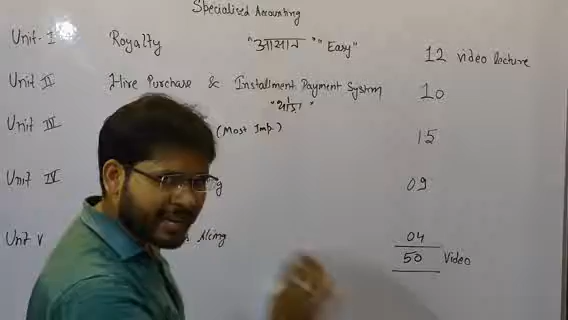 Specialized Accounting
Unit-I Royalty "आसान" "Easy" 12 video lecture
Unit II Hire Purchase & Installment Payment System 10
"थोड़ा"
Unit III (Most Imp.) 15
Unit IV 09
Unit V 04
50 Video